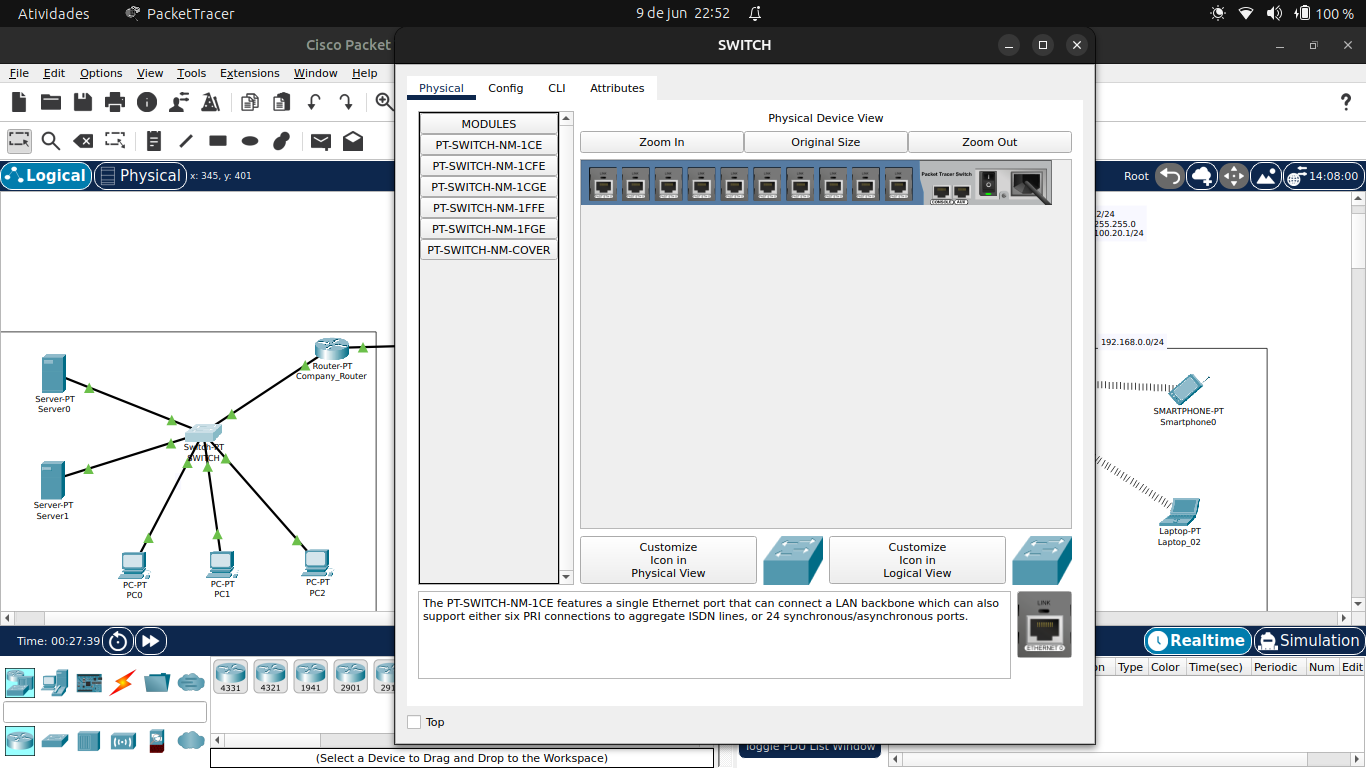 Atividades
PacketTracer
9 de jun 22:52
100 %
Cisco Packet
SWITCH
File Edit Options View Tools Extensions Window Help
Physical Config CLI Attributes
MODULES
PT-SWITCH-NM-1CE
PT-SWITCH-NM-1CFE
PT-SWITCH-NM-1CGE
PT-SWITCH-NM-1FFE
PT-SWITCH-NM-1FGE
PT-SWITCH-NM-COVER
Physical Device View
Zoom In Original Size Zoom Out
Packet Tracer Switch
CONSOLE AUX
Logical Physical x: 345, y: 401
Root 14:08:00
2/24
255.255.0
100.20.1/24
192.168.0.0/24
Router-PT
Company_Router
Server-PT
Server0
Switch-PT
SWITCH
Server-PT
Server1
PC-PT
PC0
PC-PT
PC1
PC-PT
PC2
SMARTPHONE-PT
Smartphone0
Laptop-PT
Laptop_02
Customize
Icon in
Physical View
Customize
Icon in
Logical View
The PT-SWITCH-NM-1CE features a single Ethernet port that can connect a LAN backbone which can also
support either six PRI connections to aggregate ISDN lines, or 24 synchronous/asynchronous ports.
LINK
ETHERNET 0
Top
Time: 00:27:39
Realtime Simulation
n Type Color Time(sec) Periodic Num Edit
4331 4321 1941 2901 291
(Select a Device to Drag and Drop to the Workspace)
Toggle PDU List Window